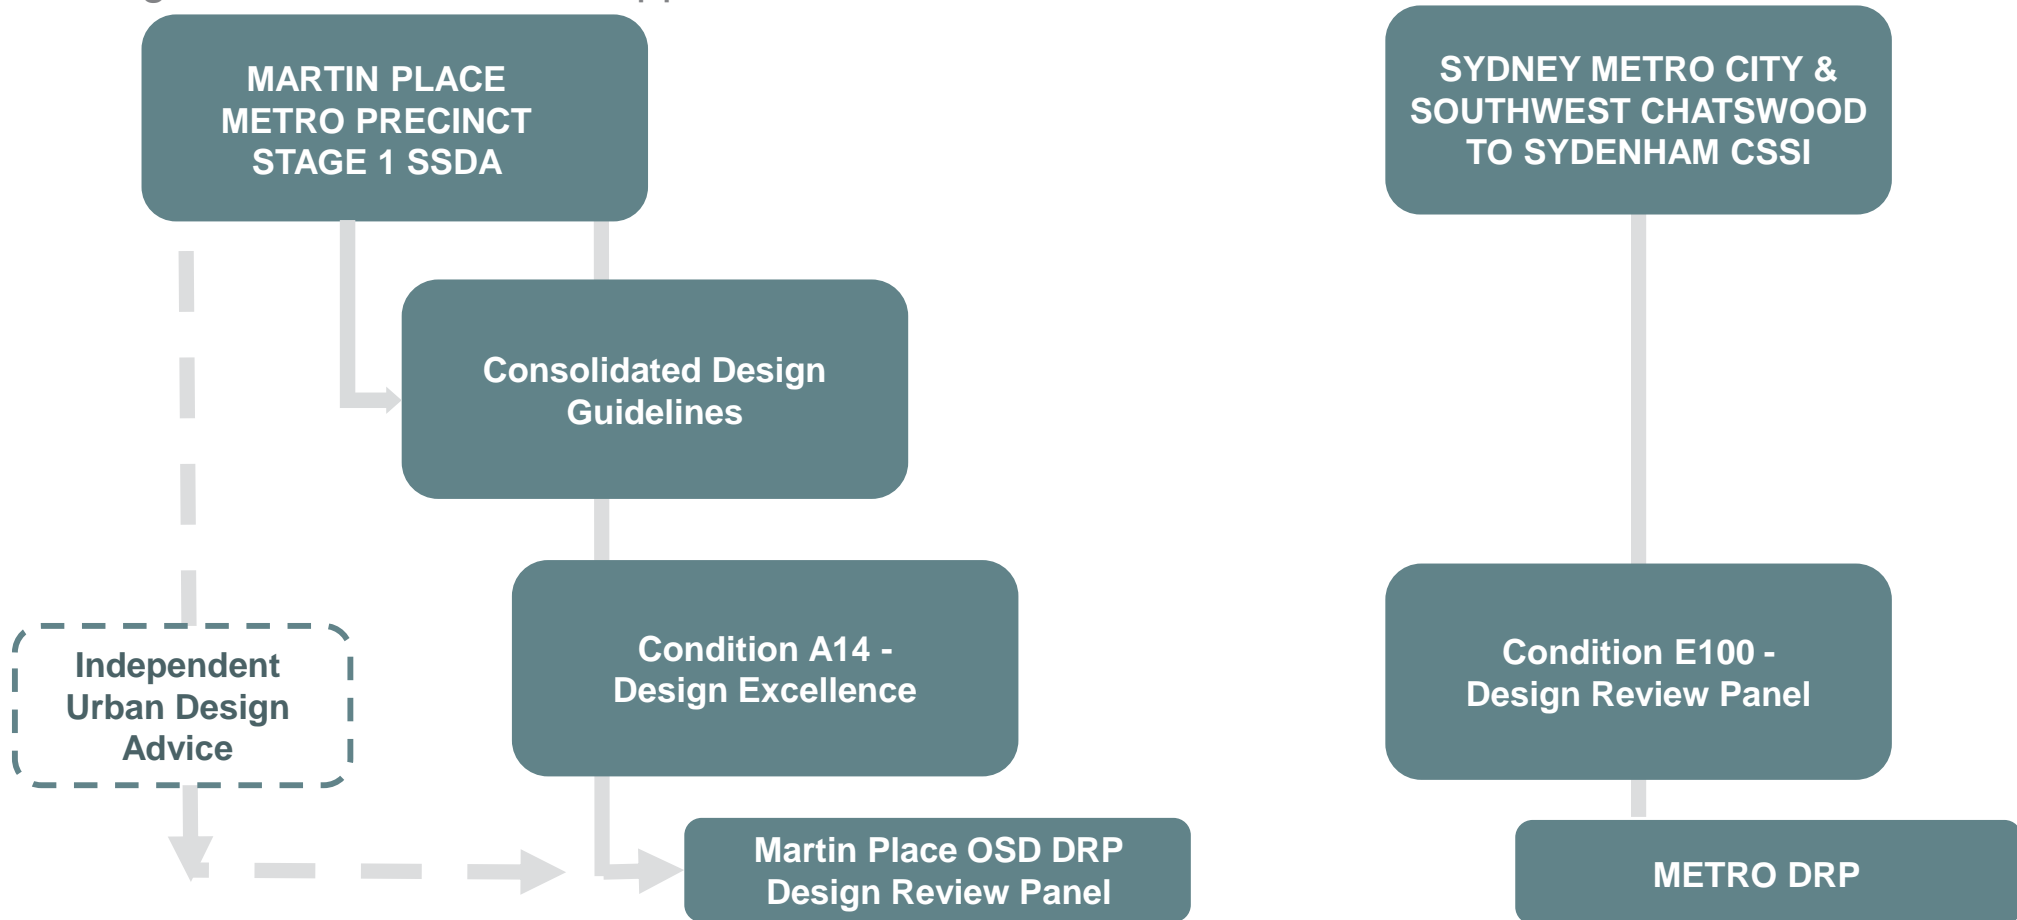 MARTIN PLACE
METRO PRECINCT
STAGE 1 SSDA
SYDNEY METRO CITY &
SOUTHWEST CHATSWOOD
TO SYDENHAM CSSI
Consolidated Design
Guidelines
Condition A14 -
Design Excellence
Condition E100 -
Design Review Panel
Independent
Urban Design
Advice
Martin Place OSD DRP
Design Review Panel
METRO DRP